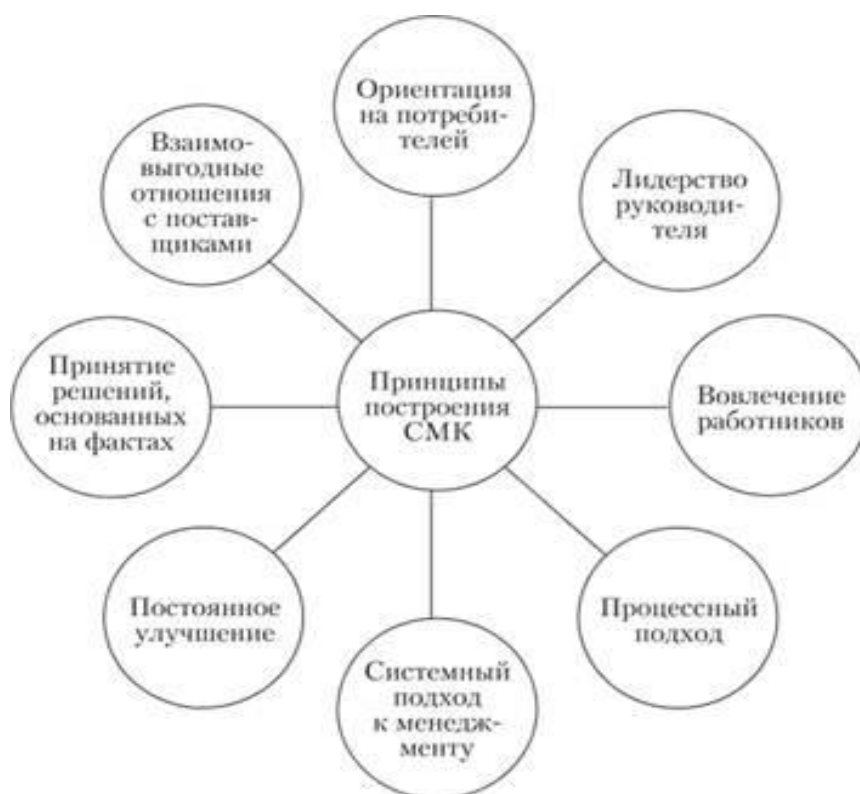 Ориентация
на потреби-
телей
Взаимо-
выгодные
отношения
с постав-
щиками
Лидерство
руководи-
теля
Принятие
решений,
основанных
на фактах
Принципы
построения
СМК
Вовлечение
работников
Постоянное
улучшение
Процессный
подход
Системный
подход
к менедж-
менту